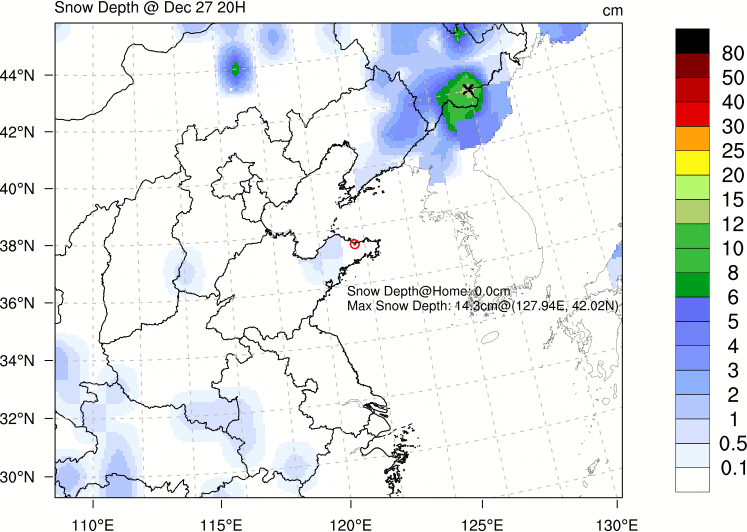 Snow Depth @ Dec 27 20H
cm
80
50
40
30
25
20
15
12
10
8
6
5
4
3
2
1
0.5
0.1
44°N
42°N
40°N
38°N
36°N
34°N
32°N
30°N
Snow Depth@Home: 0.0cm
Max Snow Depth: 14.3cm@(127.94E, 42.02N)
110°E
115°E
120°E
125°E
130°E